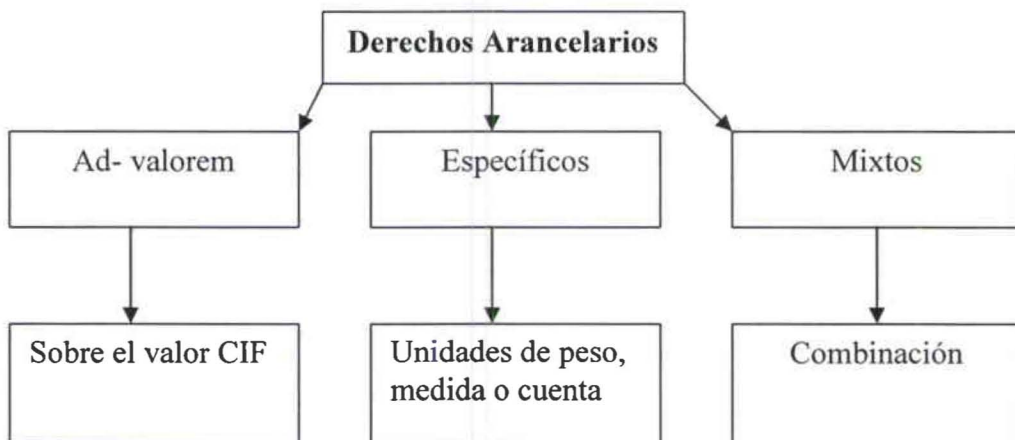 Derechos Arancelarios
Ad- valorem
Específicos
Mixtos
Sobre el valor CIF
Unidades de peso,
medida o cuenta
Combinación